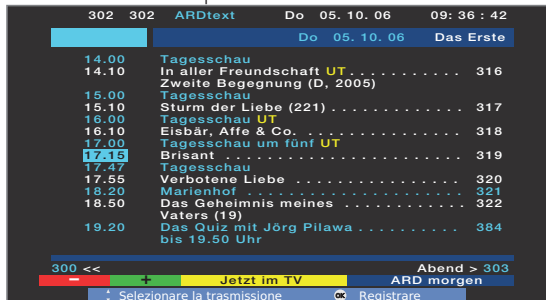 302 302 ARDtext Do 05. 10. 06 09: 36 : 42
Do 05. 10. 06 Das Erste
14.00 Tagesschau
14.10 In aller Freundschaft UT . . . . . . . . . . . 316
Zweite Begegnung (D, 2005)
15.00 Tagesschau
15.10 Sturm der Liebe (221) . . . . . . . . . . . . . 317
16.00 Tagesschau UT
16.10 Eisbär, Affe & Co. . . . . . . . . . . . . . . . 318
17.00 Tagesschau um fünf UT
17.15 Brisant . . . . . . . . . . . . . . . . . . . . . . . 319
17.47 Tagesschau
17.55 Verbotene Liebe . . . . . . . . . . . . . . . . 320
18.20 Marienhof . . . . . . . . . . . . . . . . . . . . . 321
18.50 Das Geheimnis meines . . . . . . . . . . . 322
Vaters (19)
19.20 Das Quiz mit Jörg Pilawa . . . . . . . . . . 384
bis 19.50 Uhr
300 << Abend > 303
− + Jetzt im TV ARD morgen
Selezionare la trasmissione OK Registrare